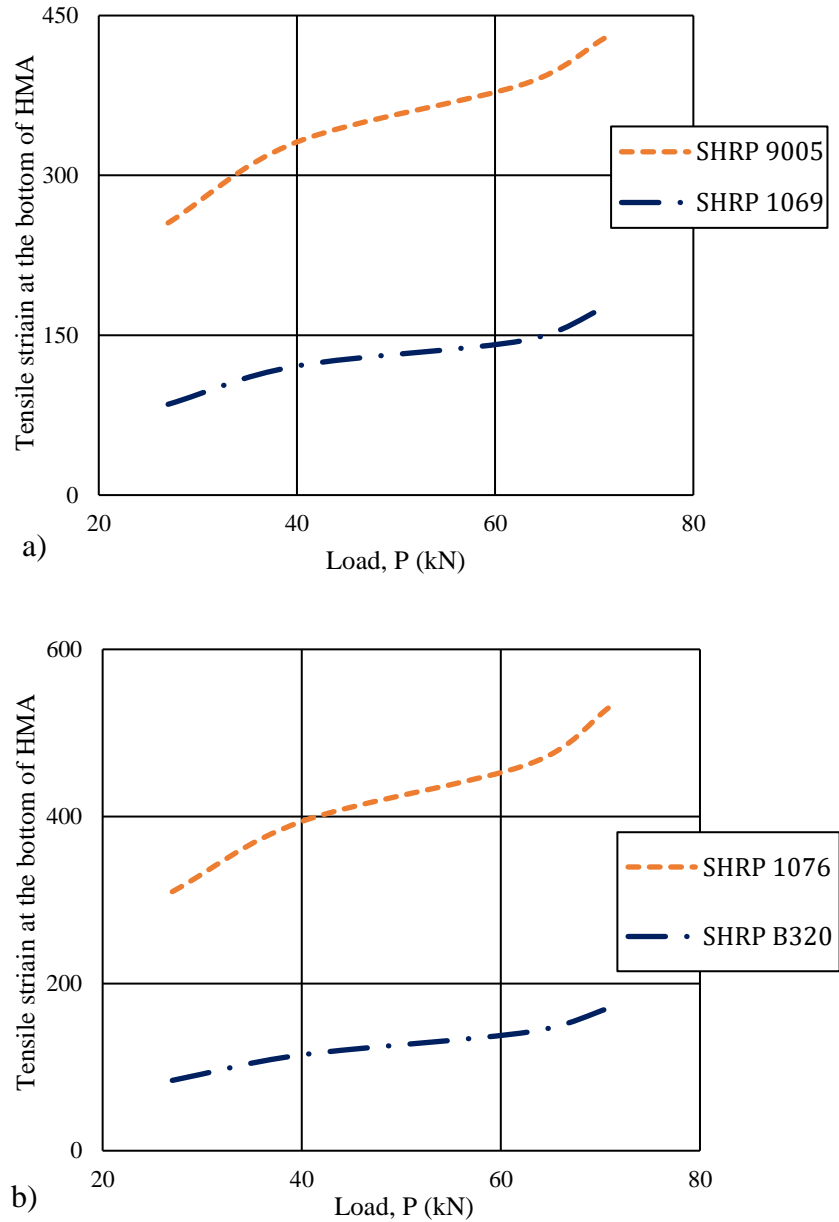 450
300
150
0
Tensile striain at the bottom of HMA
SHRP 9005
SHRP 1069
20 40 60 80
a)
Load, P (kN)
600
400
200
0
Tensile striain at the bottom of HMA
SHRP 1076
SHRP B320
20 40 60 80
b)
Load, P (kN)